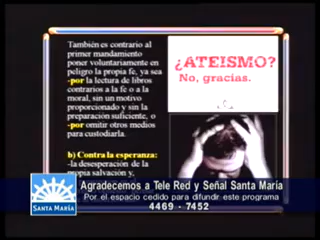 También es contrario al
primer mandamiento
poner voluntariamente en
peligro la propia fe, ya sea
-por la lectura de libros
contrarios a la fe o a la
moral, sin un motivo
proporcionado y sin la
preparación suficiente, o
-por omitir otros medios
para custodiarla.
b) Contra la esperanza:
-la desesperación de la
propia salvación y,
¿ATEISMO?
No, gracias.
SANTA MARÍA
Agradecemos a Tele Red y Señal Santa María
Por el espacio cedido para difundir este programa
4469 - 7452